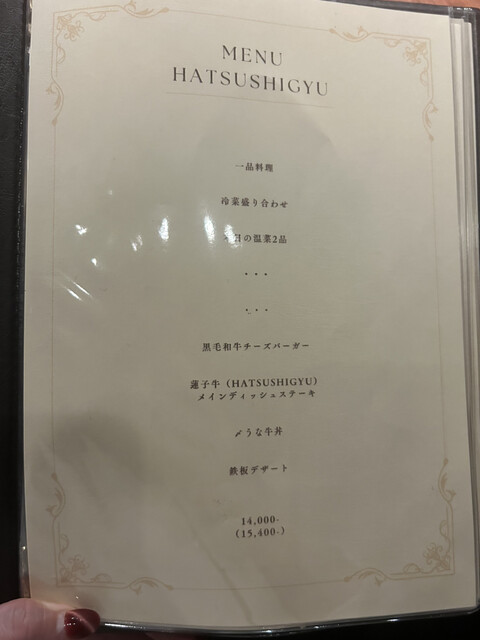 MENU
HATSUSHIGYU
一品料理
冷菜盛り合わせ
日の温菜2品
・・・
・・・
黒毛和牛チーズバーガー
蓮子牛（HATSUSHIGYU）
メインディッシュステーキ
〆うな牛丼
鉄板デザート
14,000-
（15,400-）